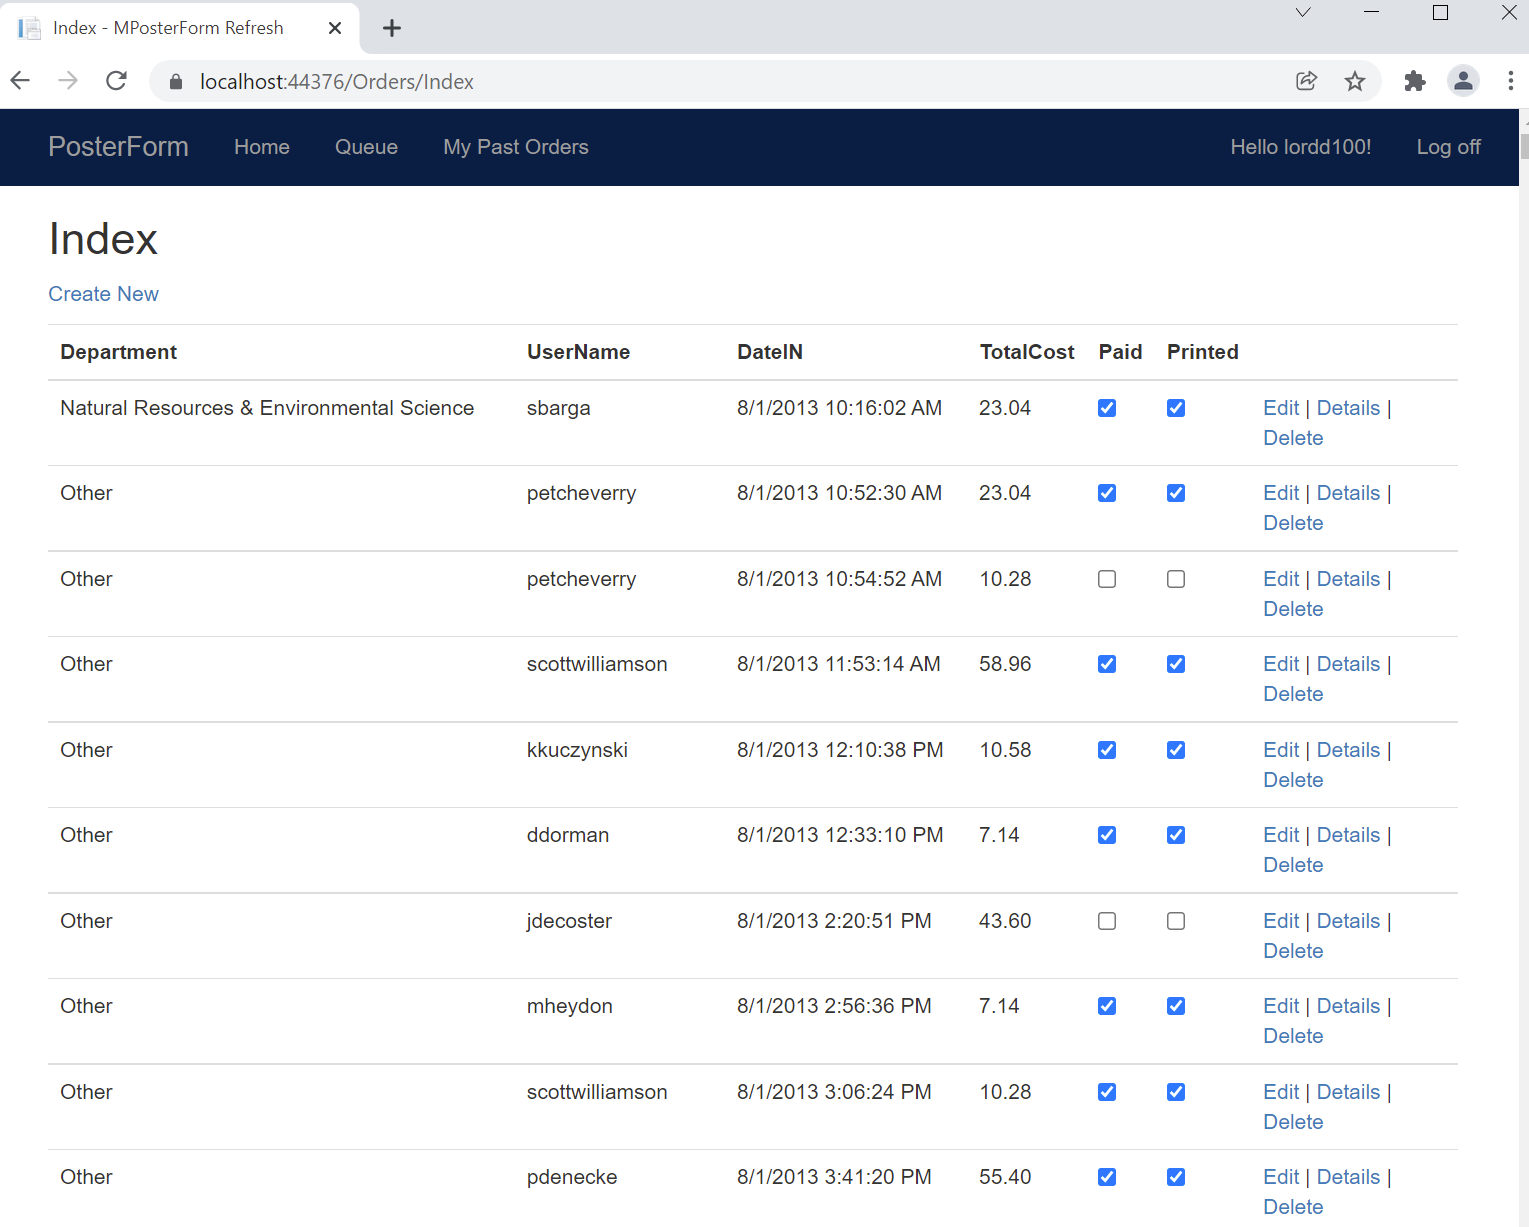 Index - MPosterForm Refresh
localhost:44376/Orders/Index
PosterForm Home Queue My Past Orders Hello lordd100! Log off
Index
Create New
Department UserName DateIN TotalCost Paid Printed
Natural Resources & Environmental Science sbarga 8/1/2013 10:16:02 AM 23.04 Edit | Details |
Delete
Other petcheverry 8/1/2013 10:52:30 AM 23.04 Edit | Details |
Delete
Other petcheverry 8/1/2013 10:54:52 AM 10.28 Edit | Details |
Delete
Other scottwilliamson 8/1/2013 11:53:14 AM 58.96 Edit | Details |
Delete
Other kkuczynski 8/1/2013 12:10:38 PM 10.58 Edit | Details |
Delete
Other ddorman 8/1/2013 12:33:10 PM 7.14 Edit | Details |
Delete
Other jdecoster 8/1/2013 2:20:51 PM 43.60 Edit | Details |
Delete
Other mheydon 8/1/2013 2:56:36 PM 7.14 Edit | Details |
Delete
Other scottwilliamson 8/1/2013 3:06:24 PM 10.28 Edit | Details |
Delete
Other pdenecke 8/1/2013 3:41:20 PM 55.40 Edit | Details |
Delete